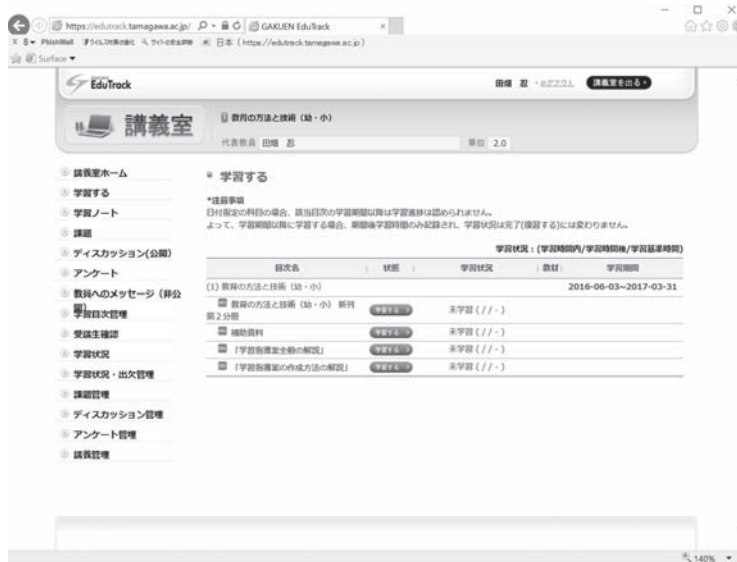 https://edutrack.tamagawa.ac.jp/
GAKUEN EduTrack
日本 ( https://edutrack.tamagawa.ac.jp )
Surface
EduTrack
田畑 忍
ログアウト
講義室を出る
講義室
教育の方法と技術(幼・小)
代表教員 田畑 忍
単位 2.0
講義室ホーム
学習する
学習ノート
課題
ディスカッション(公開)
アンケート
教員へのメッセージ(非公開)
学習目次管理
受講生確認
学習状況
学習状況・出欠管理
課題管理
ディスカッション管理
アンケート管理
講義管理
学習する
*注意事項
日付指定の科目の場合、該当目次の学習期間以降は学習進捗は認められません。
よって、学習期間以降に学習する場合、期間後学習時間のみ記録され、学習状況は完了(復習する)には変わりません。
学習状況:(学習時間内/学習時間後/学習基準時間)
目次名 状態 学習状況 教材 学習期間
(1) 教育の方法と技術(幼・小) 2016-06-03~2017-03-31
教育の方法と技術(幼・小) 新刊
第2分冊 学習する 未学習 ( / / - )
補助資料 学習する 未学習 ( / / - )
「学習指導案全般の解説」 学習する 未学習 ( / / - )
「学習指導案の作成方法の解説」 学習する 未学習 ( / / - )
140%